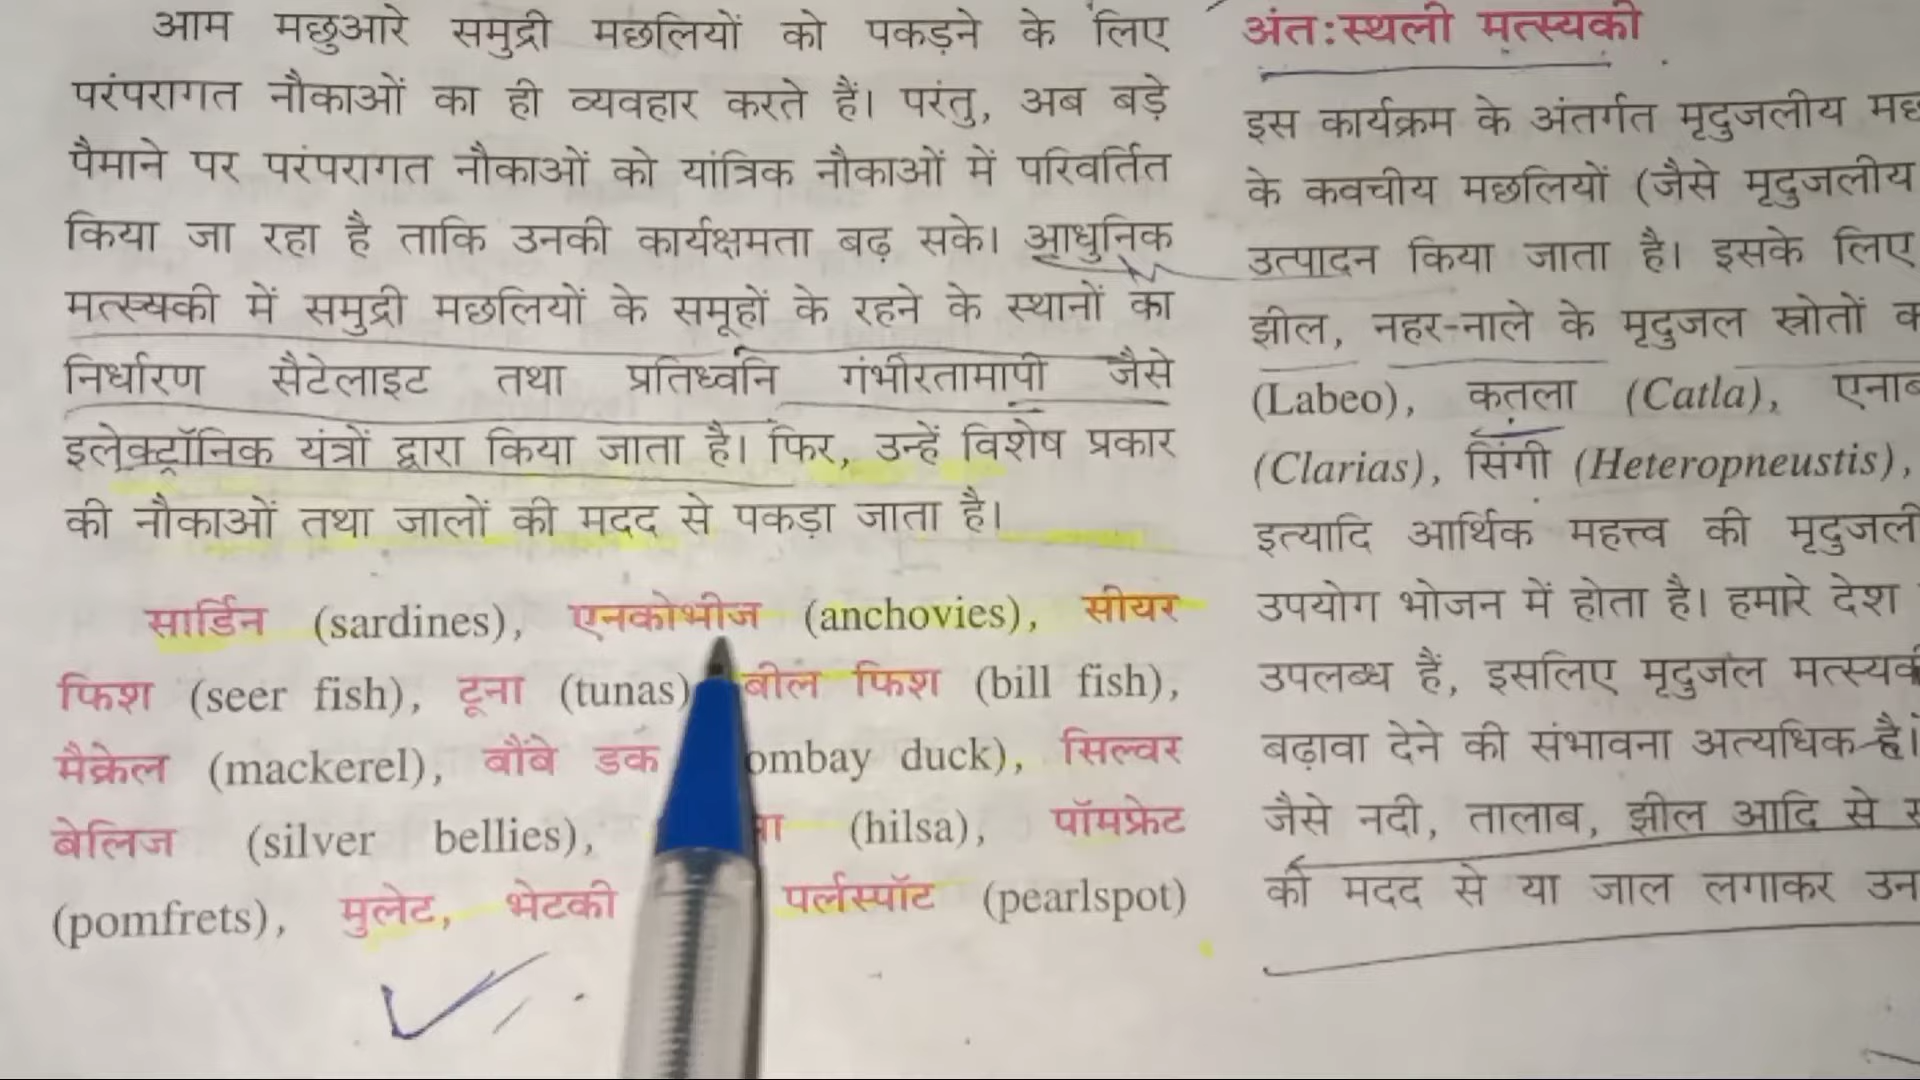 आम मछुआरे समुद्री मछलियों को पकड़ने के लिए
परंपरागत नौकाओं का ही व्यवहार करते हैं। परंतु, अब बड़े
पैमाने पर परंपरागत नौकाओं को यांत्रिक नौकाओं में परिवर्तित
किया जा रहा है ताकि उनकी कार्यक्षमता बढ़ सके। आधुनिक
मत्स्यकी में समुद्री मछलियों के समूहों के रहने के स्थानों का
निर्धारण सैटेलाइट तथा प्रतिध्वनि गंभीरतामापी जैसे
इलेक्ट्रॉनिक यंत्रों द्वारा किया जाता है। फिर, उन्हें विशेष प्रकार
की नौकाओं तथा जालों की मदद से पकड़ा जाता है।
सार्डिन (sardines), एनकोभीज (anchovies), सीयर
फिश (seer fish), टूना (tunas) बील फिश (bill fish),
मैक्रेल (mackerel), बौंबे डक ombay duck), सिल्वर
बेलिज (silver bellies), (hilsa), पॉमफ्रेट
(pomfrets), मुलेट, भेटकी पर्लस्पॉट (pearlspot)
अंतःस्थली मत्स्यकी
इस कार्यक्रम के अंतर्गत मृदुजलीय
के कवचीय मछलियों (जैसे मृदुजलीय
उत्पादन किया जाता है। इसके लिए
झील, नहर-नाले के मृदुजल स्रोतों
(Labeo), कतला (Catla),
(Clarias), सिंगी (Heteropneustis),
इत्यादि आर्थिक महत्त्व की
उपयोग भोजन में होता है। हमारे देश
उपलब्ध हैं, इसलिए मृदुजल
बढ़ावा देने की संभावना अत्यधिक है।
जैसे नदी, तालाब, झील आदि से
की मदद से या जाल लगाकर